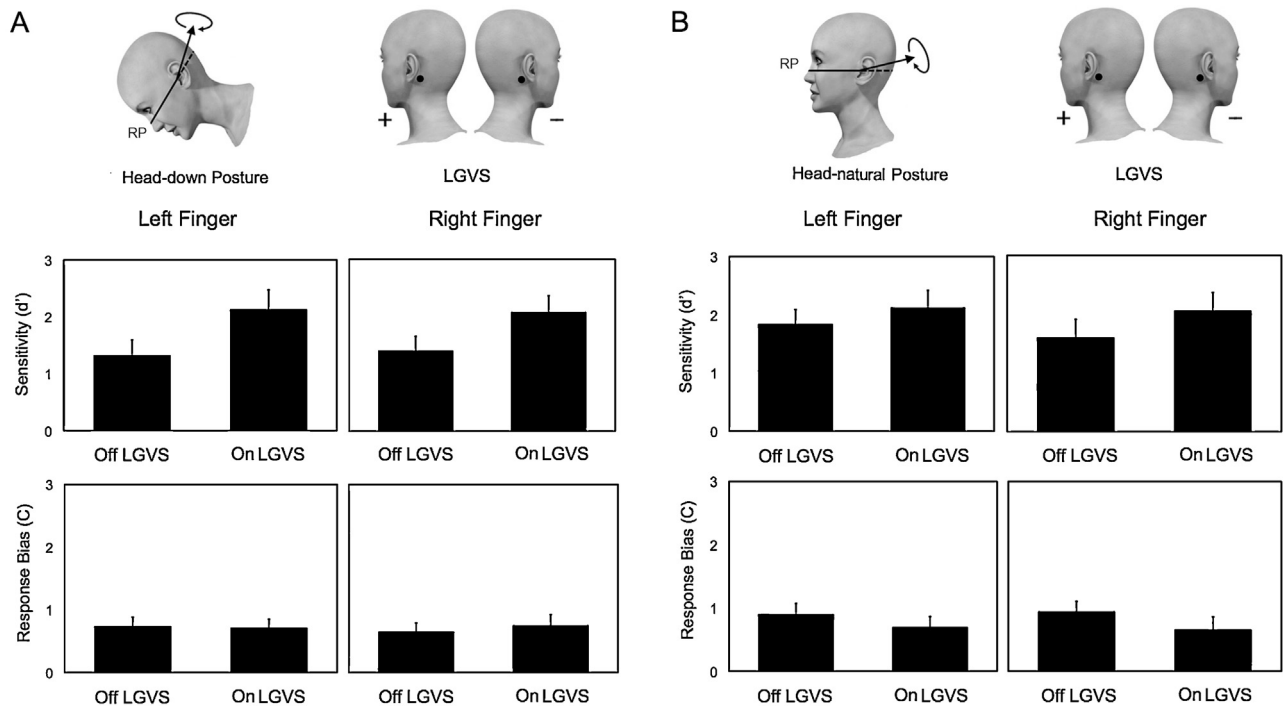 A
RP
+
−
Head-down Posture
LGVS
Left Finger
Right Finger
Sensitivity (d')
3
2
1
0
Off LGVS
On LGVS
Off LGVS
On LGVS
Response Bias (C)
3
2
1
0
Off LGVS
On LGVS
Off LGVS
On LGVS
B
RP
+
−
Head-natural Posture
LGVS
Left Finger
Right Finger
Sensitivity (d')
3
2
1
0
Off LGVS
On LGVS
Off LGVS
On LGVS
Response Bias (C)
3
2
1
0
Off LGVS
On LGVS
Off LGVS
On LGVS